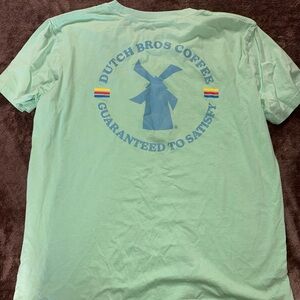 DUTCH BROS COFFEE
GUARANTEED TO SATISFY